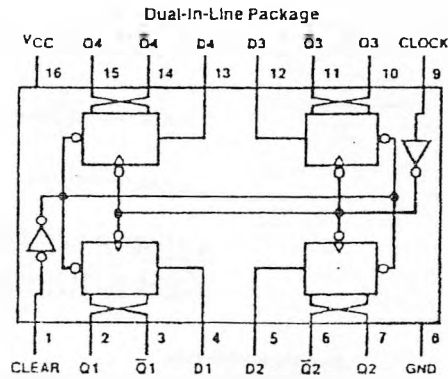 Dual-In-Line Package
VCC Q4 Q̅4 D4 D3 Q̅3 Q3 CLOCK
16 15 14 13 12 11 10 9
1 2 3 4 5 6 7 8
CLEAR Q1 Q̅1 D1 D2 Q̅2 Q2 GND